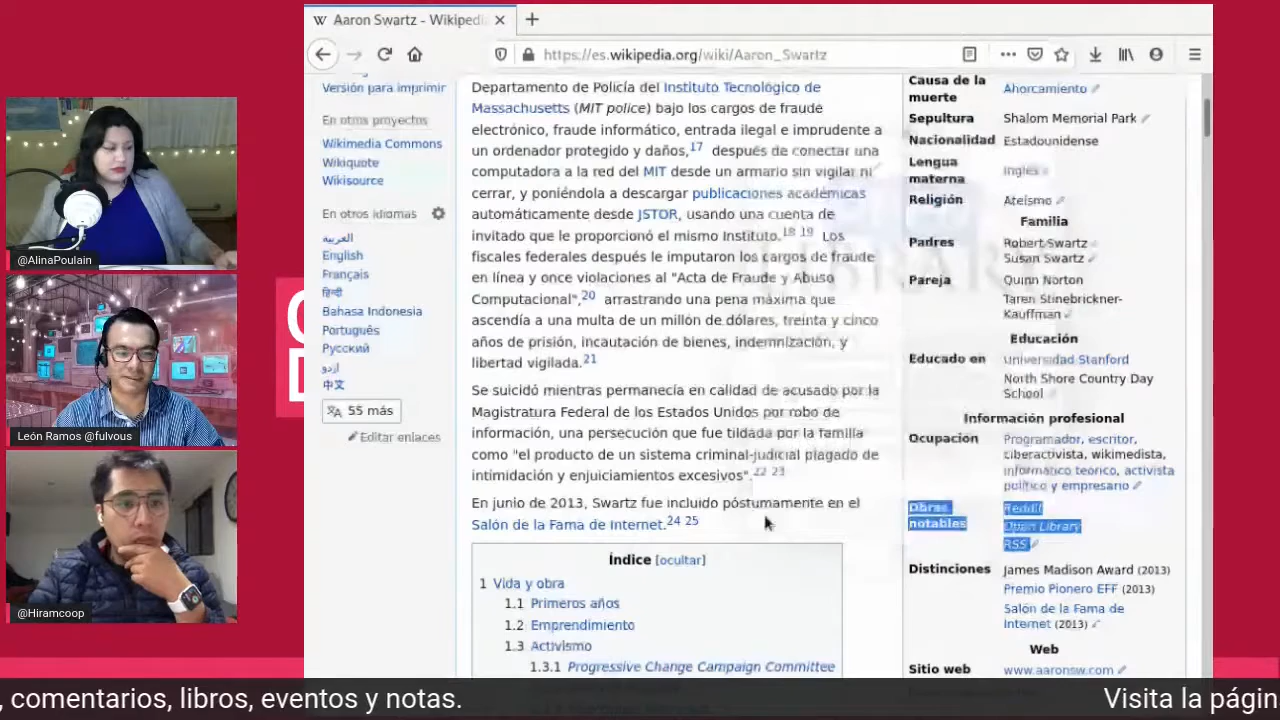 Aaron Swartz - Wikipedi
https://es.wikipedia.org/wiki/Aaron_Swartz
@AlinaPoulain
León Ramos @fulvous
@Hiramcoop
Versión para imprimir
En otros proyectos
Wikimedia Commons
Wikiquote
Wikisource
En otros idiomas
العربية
English
Français
हिन्दी
Bahasa Indonesia
Português
Русский
اردو
中文
55 más
Editar enlaces
Departamento de Policía del Instituto Tecnológico de
Massachusetts (MIT police) bajo los cargos de fraude
electrónico, fraude informático, entrada ilegal e imprudente a
un ordenador protegido y daños,17 después de conectar una
computadora a la red del MIT desde un armario sin vigilar ni
cerrar, y poniéndola a descargar publicaciones académicas
automáticamente desde JSTOR, usando una cuenta de
invitado que le proporcionó el mismo Instituto.18 19 Los
fiscales federales después le imputaron los cargos de fraude
en línea y once violaciones al "Acta de Fraude y Abuso
Computacional",20 arrastrando una pena máxima que
ascendía a una multa de un millón de dólares, treinta y cinco
años de prisión, incautación de bienes, indemnización, y
libertad vigilada.21
Se suicidó mientras permanecía en calidad de acusado por la
Magistratura Federal de los Estados Unidos por robo de
información, una persecución que fue tildada por la familia
como "el producto de un sistema criminal-judicial plagado de
intimidación y enjuiciamientos excesivos".22 23
En junio de 2013, Swartz fue incluido póstumamente en el
Salón de la Fama de Internet.24 25
Índice [ocultar]
1 Vida y obra
1.1 Primeros años
1.2 Emprendimiento
1.3 Activismo
1.3.1 Progressive Change Campaign Committee
Causa de la
muerte
Ahorcamiento
Sepultura Shalom Memorial Park
Nacionalidad Estadounidense
Lengua
materna
Inglés
Religión Ateísmo
Familia
Padres Robert Swartz
Susan Swartz
Pareja Quinn Norton
Taren Stinebrickner-
Kauffman
Educación
Educado en Universidad Stanford
North Shore Country Day
School
Información profesional
Ocupación Programador, escritor,
ciberactivista, wikimedista,
informático teórico, activista
político y empresario
Obras
notables
Reddit
Open Library
RSS
Distinciones James Madison Award (2013)
Premio Pionero EFF (2013)
Salón de la Fama de
Internet (2013)
Web
Sitio web www.aaronsw.com
, comentarios, libros, eventos y notas.
Visita la págin